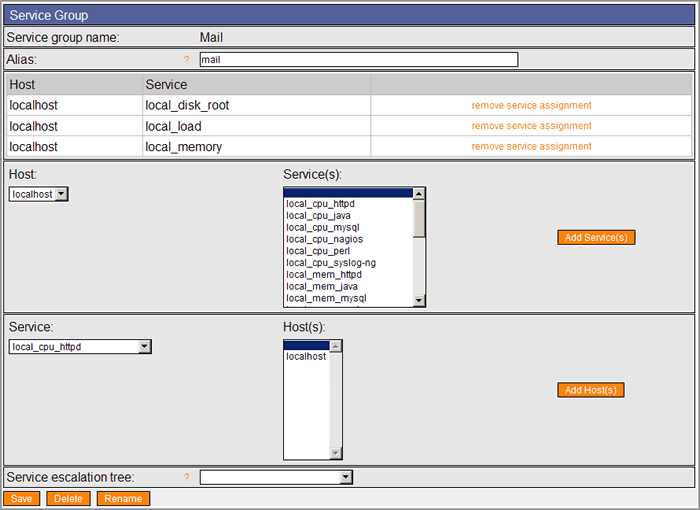 Service Group
Service group name: Mail
Alias: ? mail
Host Service
localhost local_disk_root remove service assignment
localhost local_load remove service assignment
localhost local_memory remove service assignment
Host: Service(s):
localhost
local_cpu_httpd
local_cpu_java
local_cpu_mysql
local_cpu_nagios
local_cpu_perl
local_cpu_syslog-ng
local_mem_httpd
local_mem_java
local_mem_mysql
Add Service(s)
Service: Host(s):
local_cpu_httpd
localhost
Add Host(s)
Service escalation tree: ?
Save Delete Rename